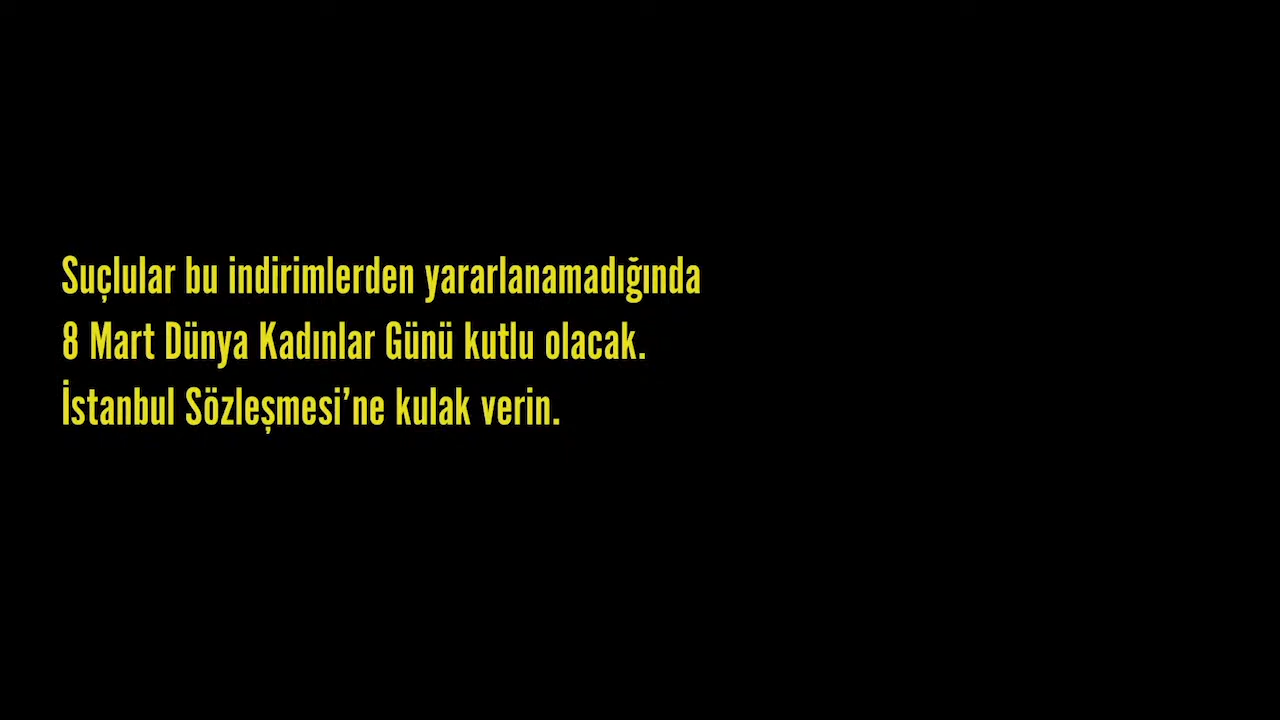 Suçlular bu indirimlerden yararlanamadığında
8 Mart Dünya Kadınlar Günü kutlu olacak.
İstanbul Sözleşmesi’ne kulak verin.